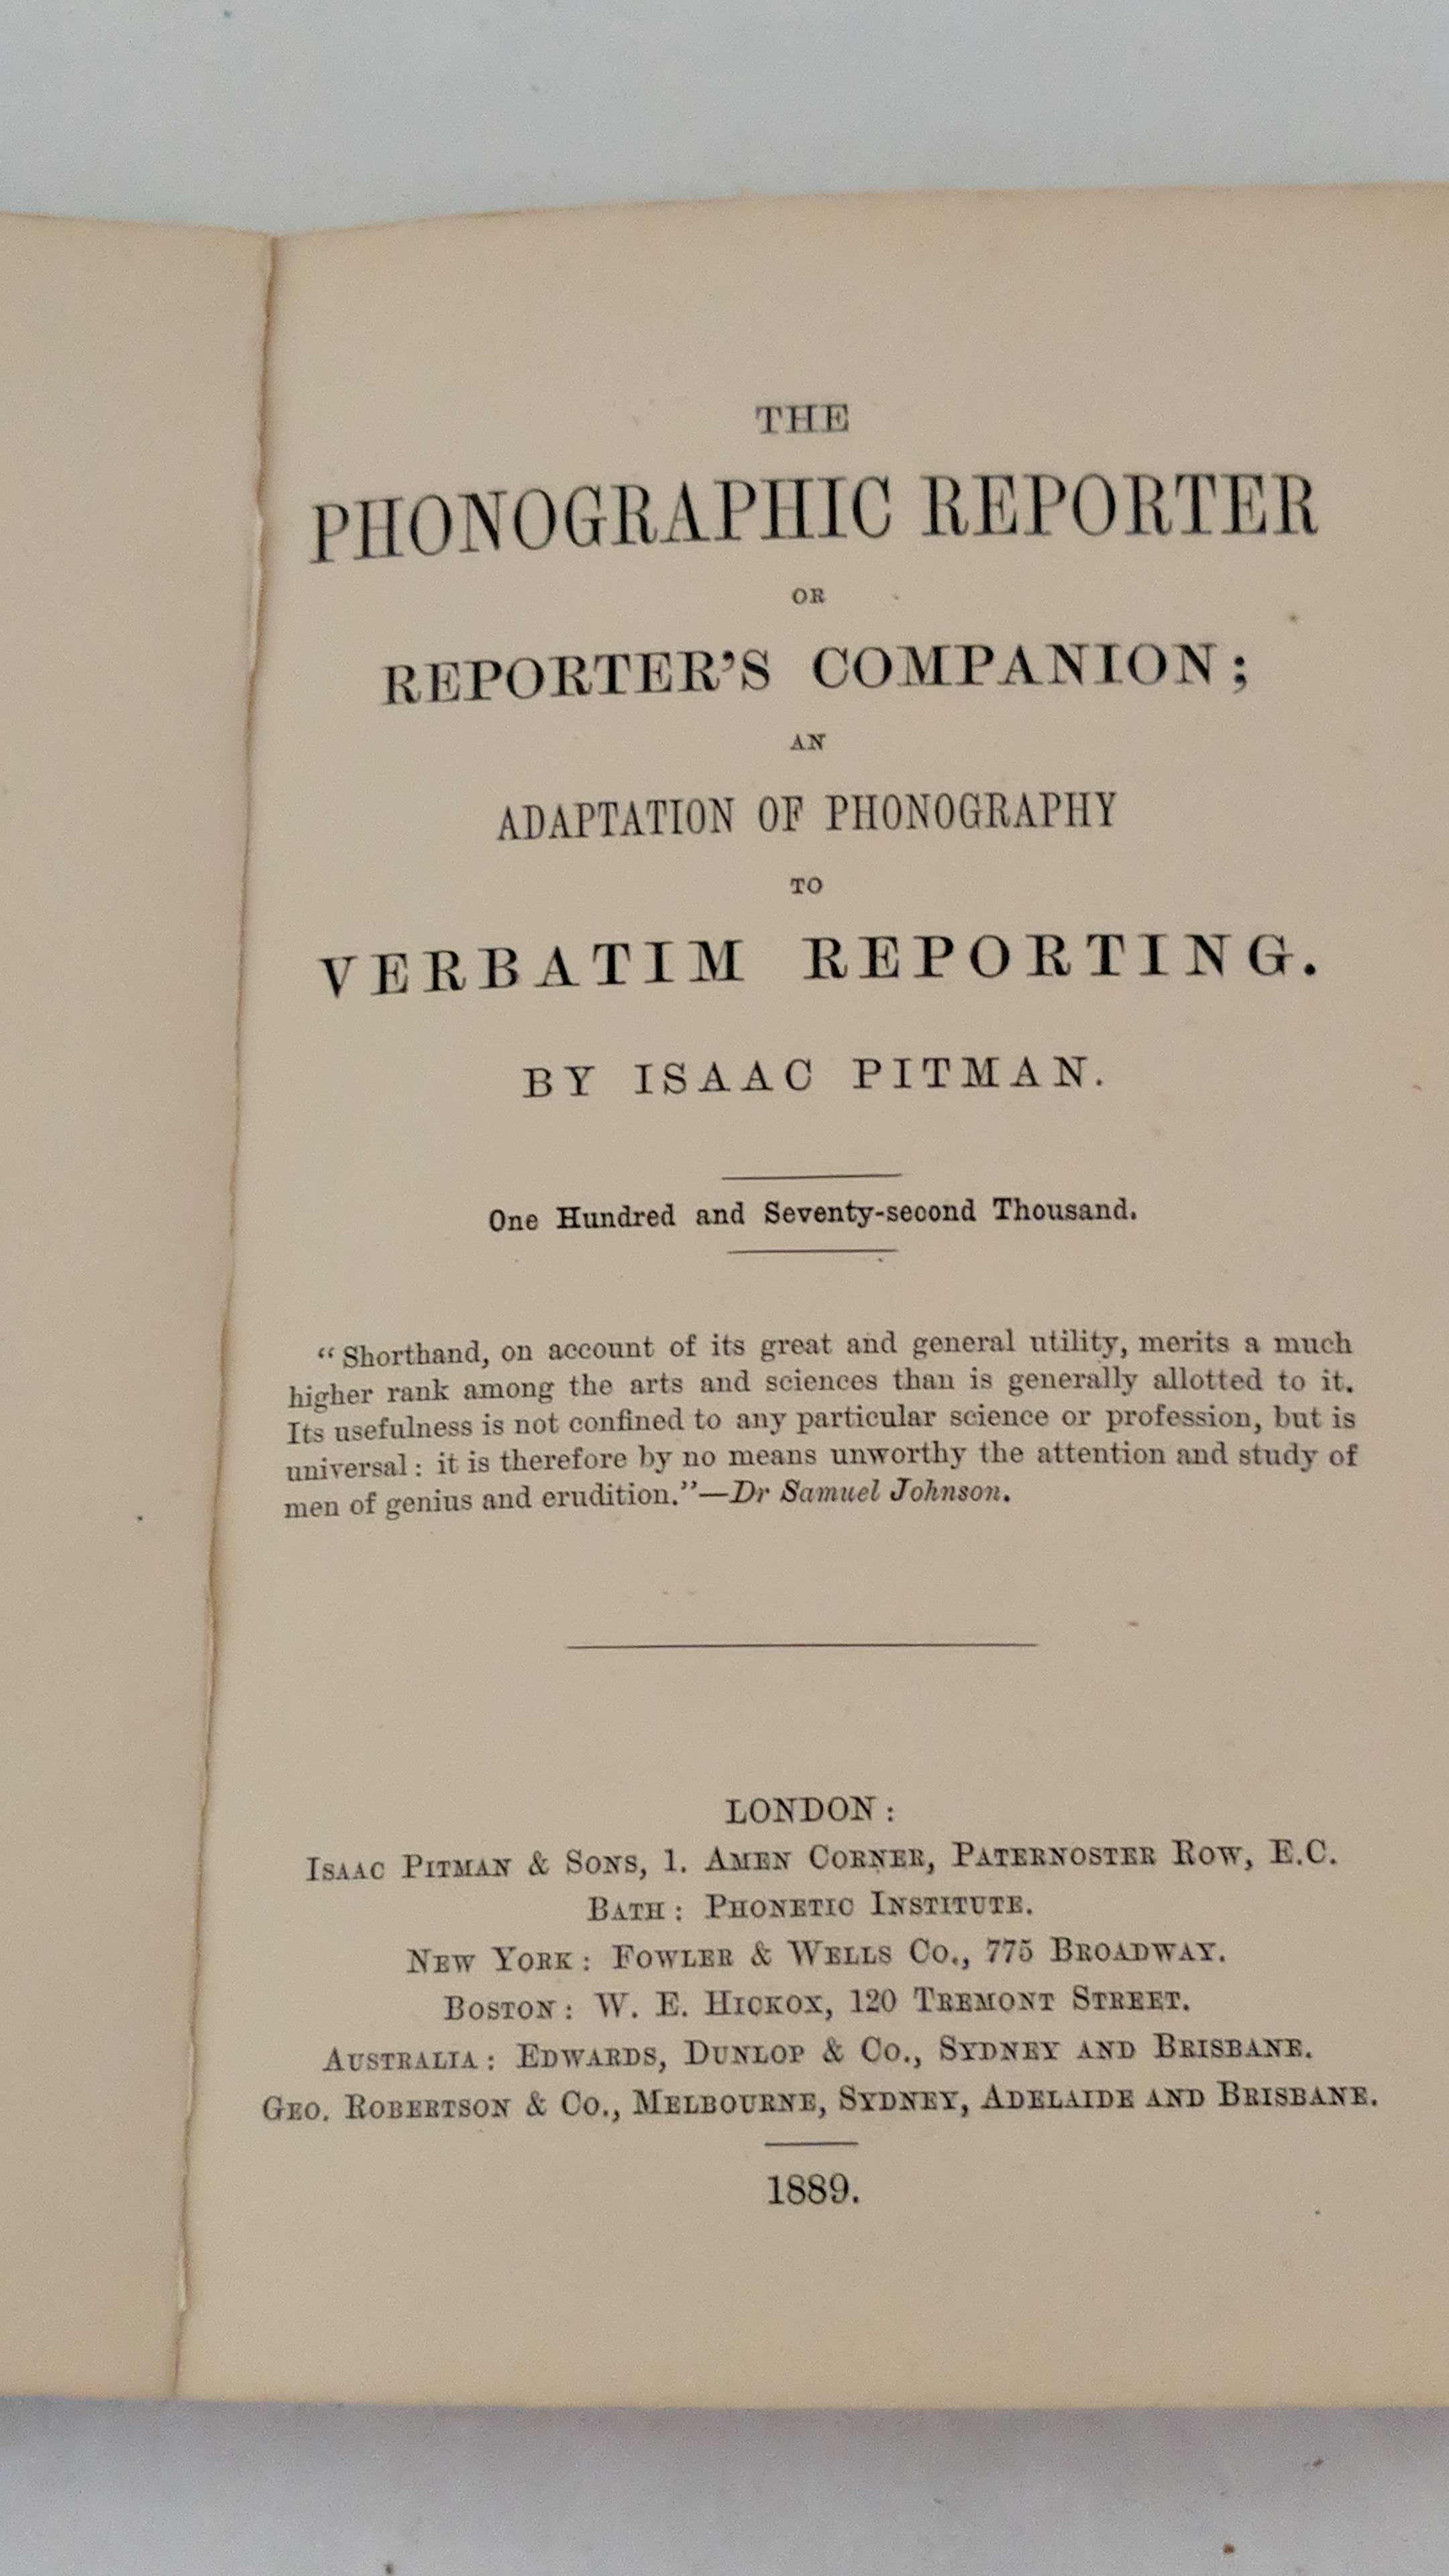 THE
PHONOGRAPHIC REPORTER
OR
REPORTER'S COMPANION;
AN
ADAPTATION OF PHONOGRAPHY
TO
VERBATIM REPORTING.
BY ISAAC PITMAN.
One Hundred and Seventy-second Thousand.
“Shorthand, on account of its great and general utility, merits a much
higher rank among the arts and sciences than is generally allotted to it.
Its usefulness is not confined to any particular science or profession, but is
universal: it is therefore by no means unworthy the attention and study of
men of genius and erudition.”—Dr Samuel Johnson.
LONDON:
ISAAC PITMAN & SONS, 1. AMEN CORNER, PATERNOSTER ROW, E.C.
BATH: PHONETIC INSTITUTE.
NEW YORK: FOWLER & WELLS CO., 775 BROADWAY.
BOSTON: W. E. HICKOX, 120 TREMONT STREET.
AUSTRALIA: EDWARDS, DUNLOP & CO., SYDNEY AND BRISBANE.
GEO. ROBERTSON & CO., MELBOURNE, SYDNEY, ADELAIDE AND BRISBANE.
1889.